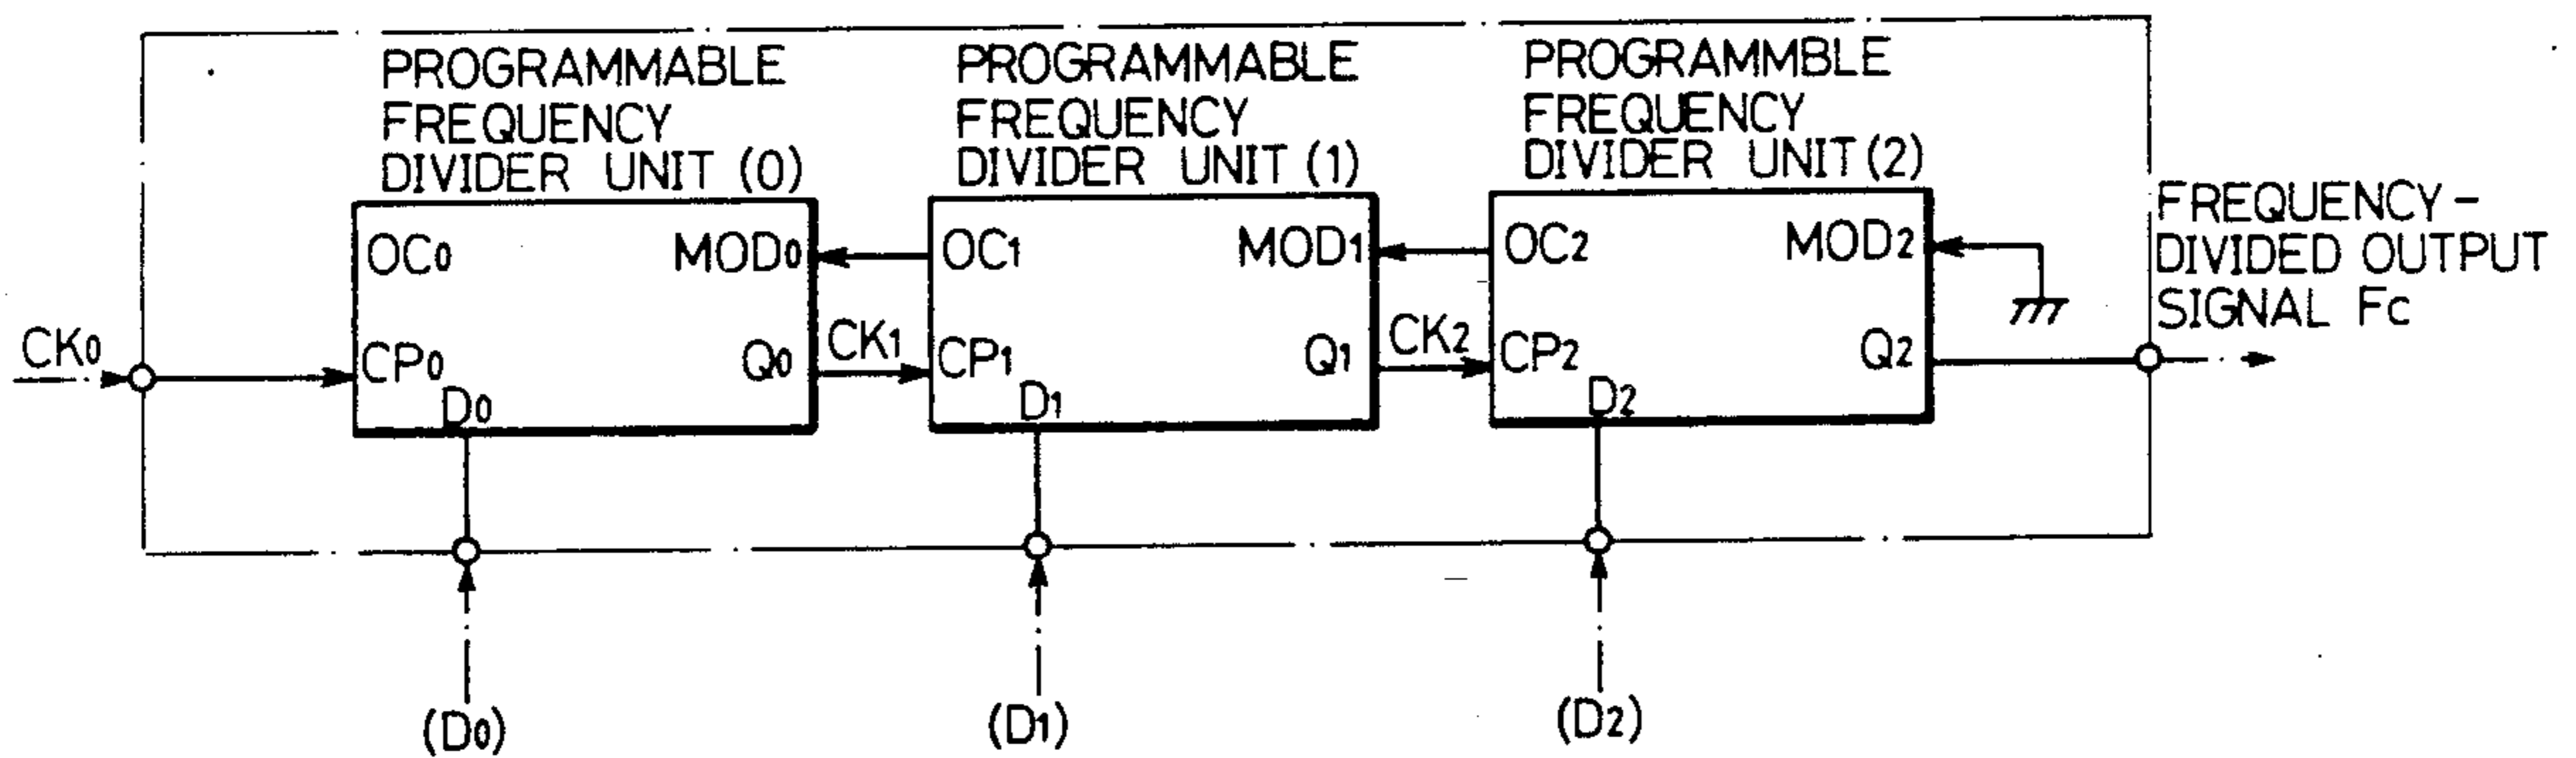 PROGRAMMABLE
FREQUENCY
DIVIDER UNIT (0)
PROGRAMMABLE
FREQUENCY
DIVIDER UNIT (1)
PROGRAMMBLE
FREQUENCY
DIVIDER UNIT (2)
FREQUENCY-
DIVIDED OUTPUT
SIGNAL Fc
OC0 MOD0
OC1 MOD1
OC2 MOD2
CK0
CP0 Q0
CK1
CP1 Q1
CK2
CP2 Q2
D0
D1
D2
(D0)
(D1)
(D2)